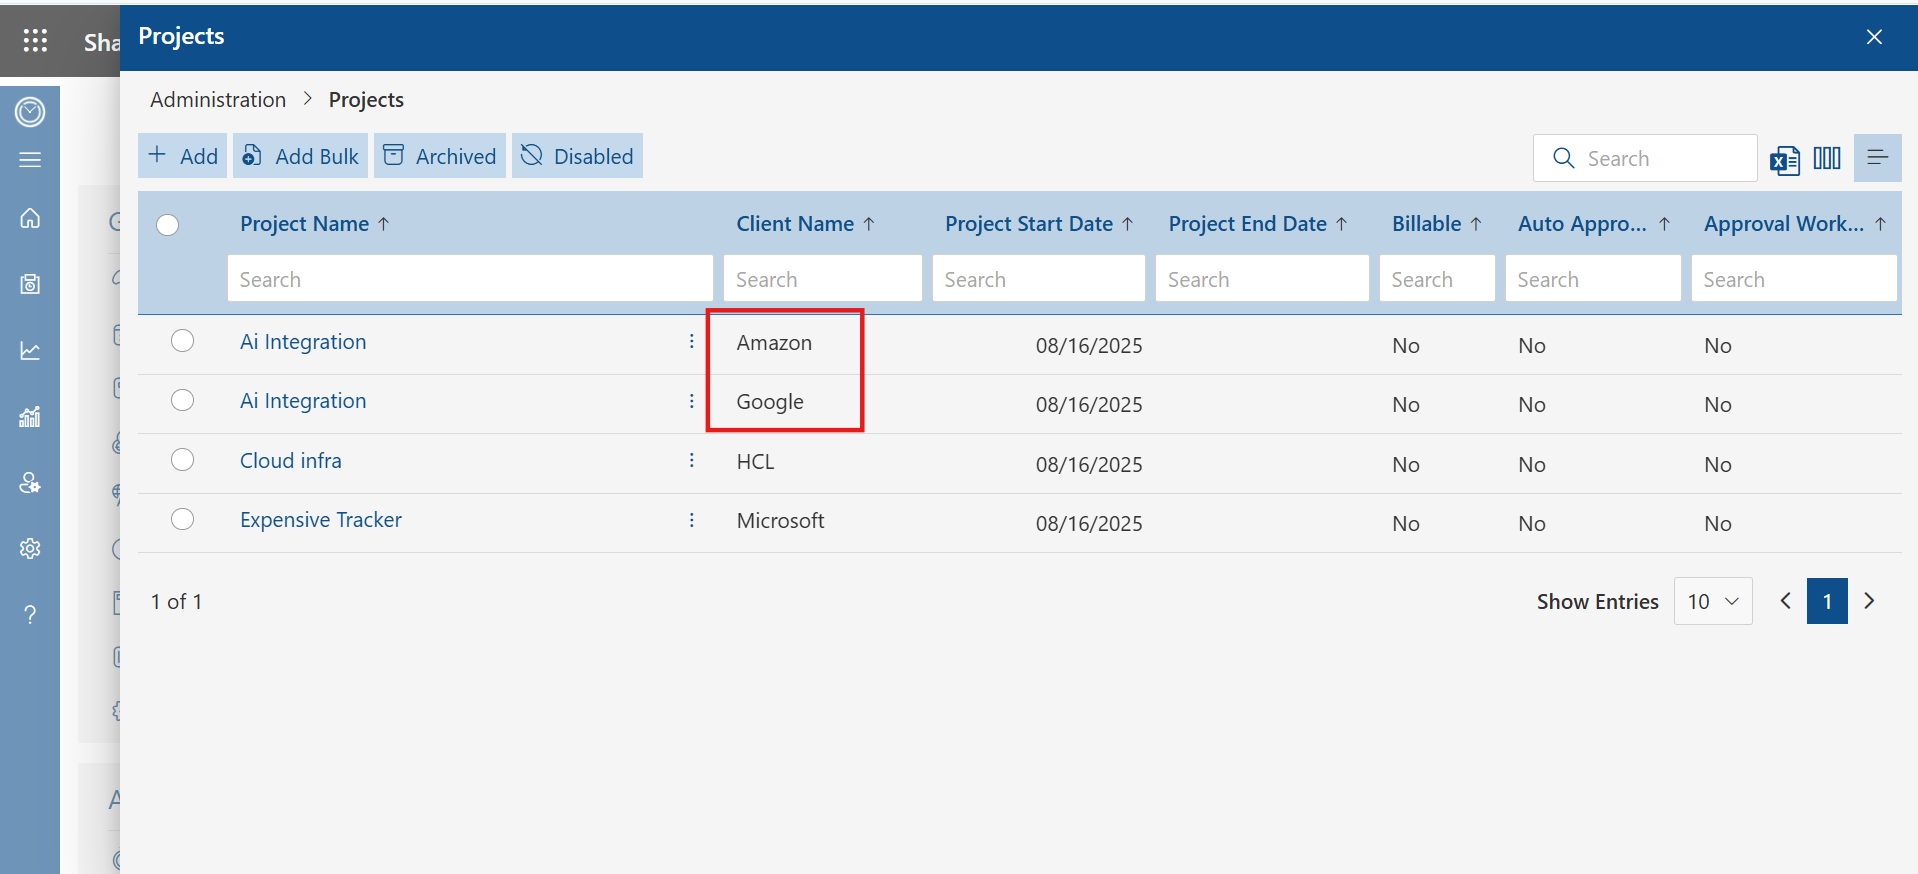 Sha
Projects
Administration > Projects
Add
Add Bulk
Archived
Disabled
Search
Project Name ↑
Client Name ↑
Project Start Date ↑
Project End Date ↑
Billable ↑
Auto Appro... ↑
Approval Work... ↑
Search
Search
Search
Search
Search
Search
Search
Ai Integration
Amazon
08/16/2025
No
No
No
Ai Integration
Google
08/16/2025
No
No
No
Cloud infra
HCL
08/16/2025
No
No
No
Expensive Tracker
Microsoft
08/16/2025
No
No
No
1 of 1
Show Entries
10
1